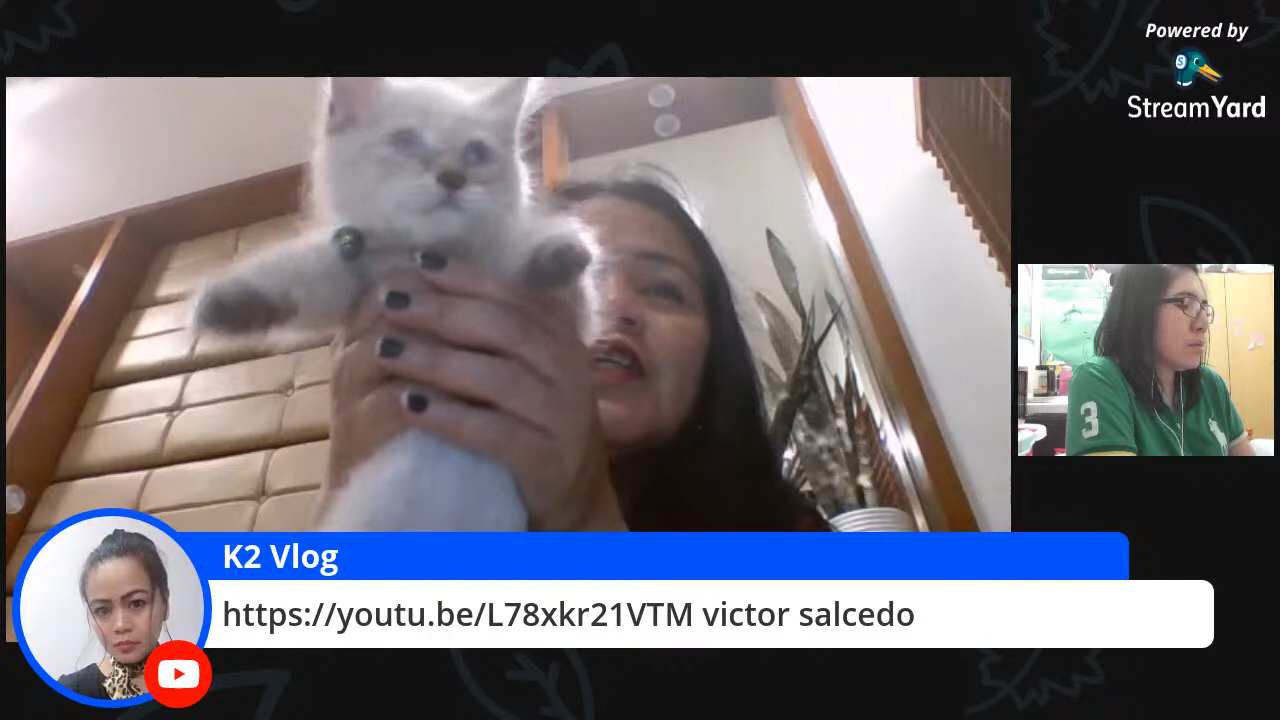 Powered by
StreamYard
3
K2 Vlog
https://youtu.be/L78xkr21VTM victor salcedo